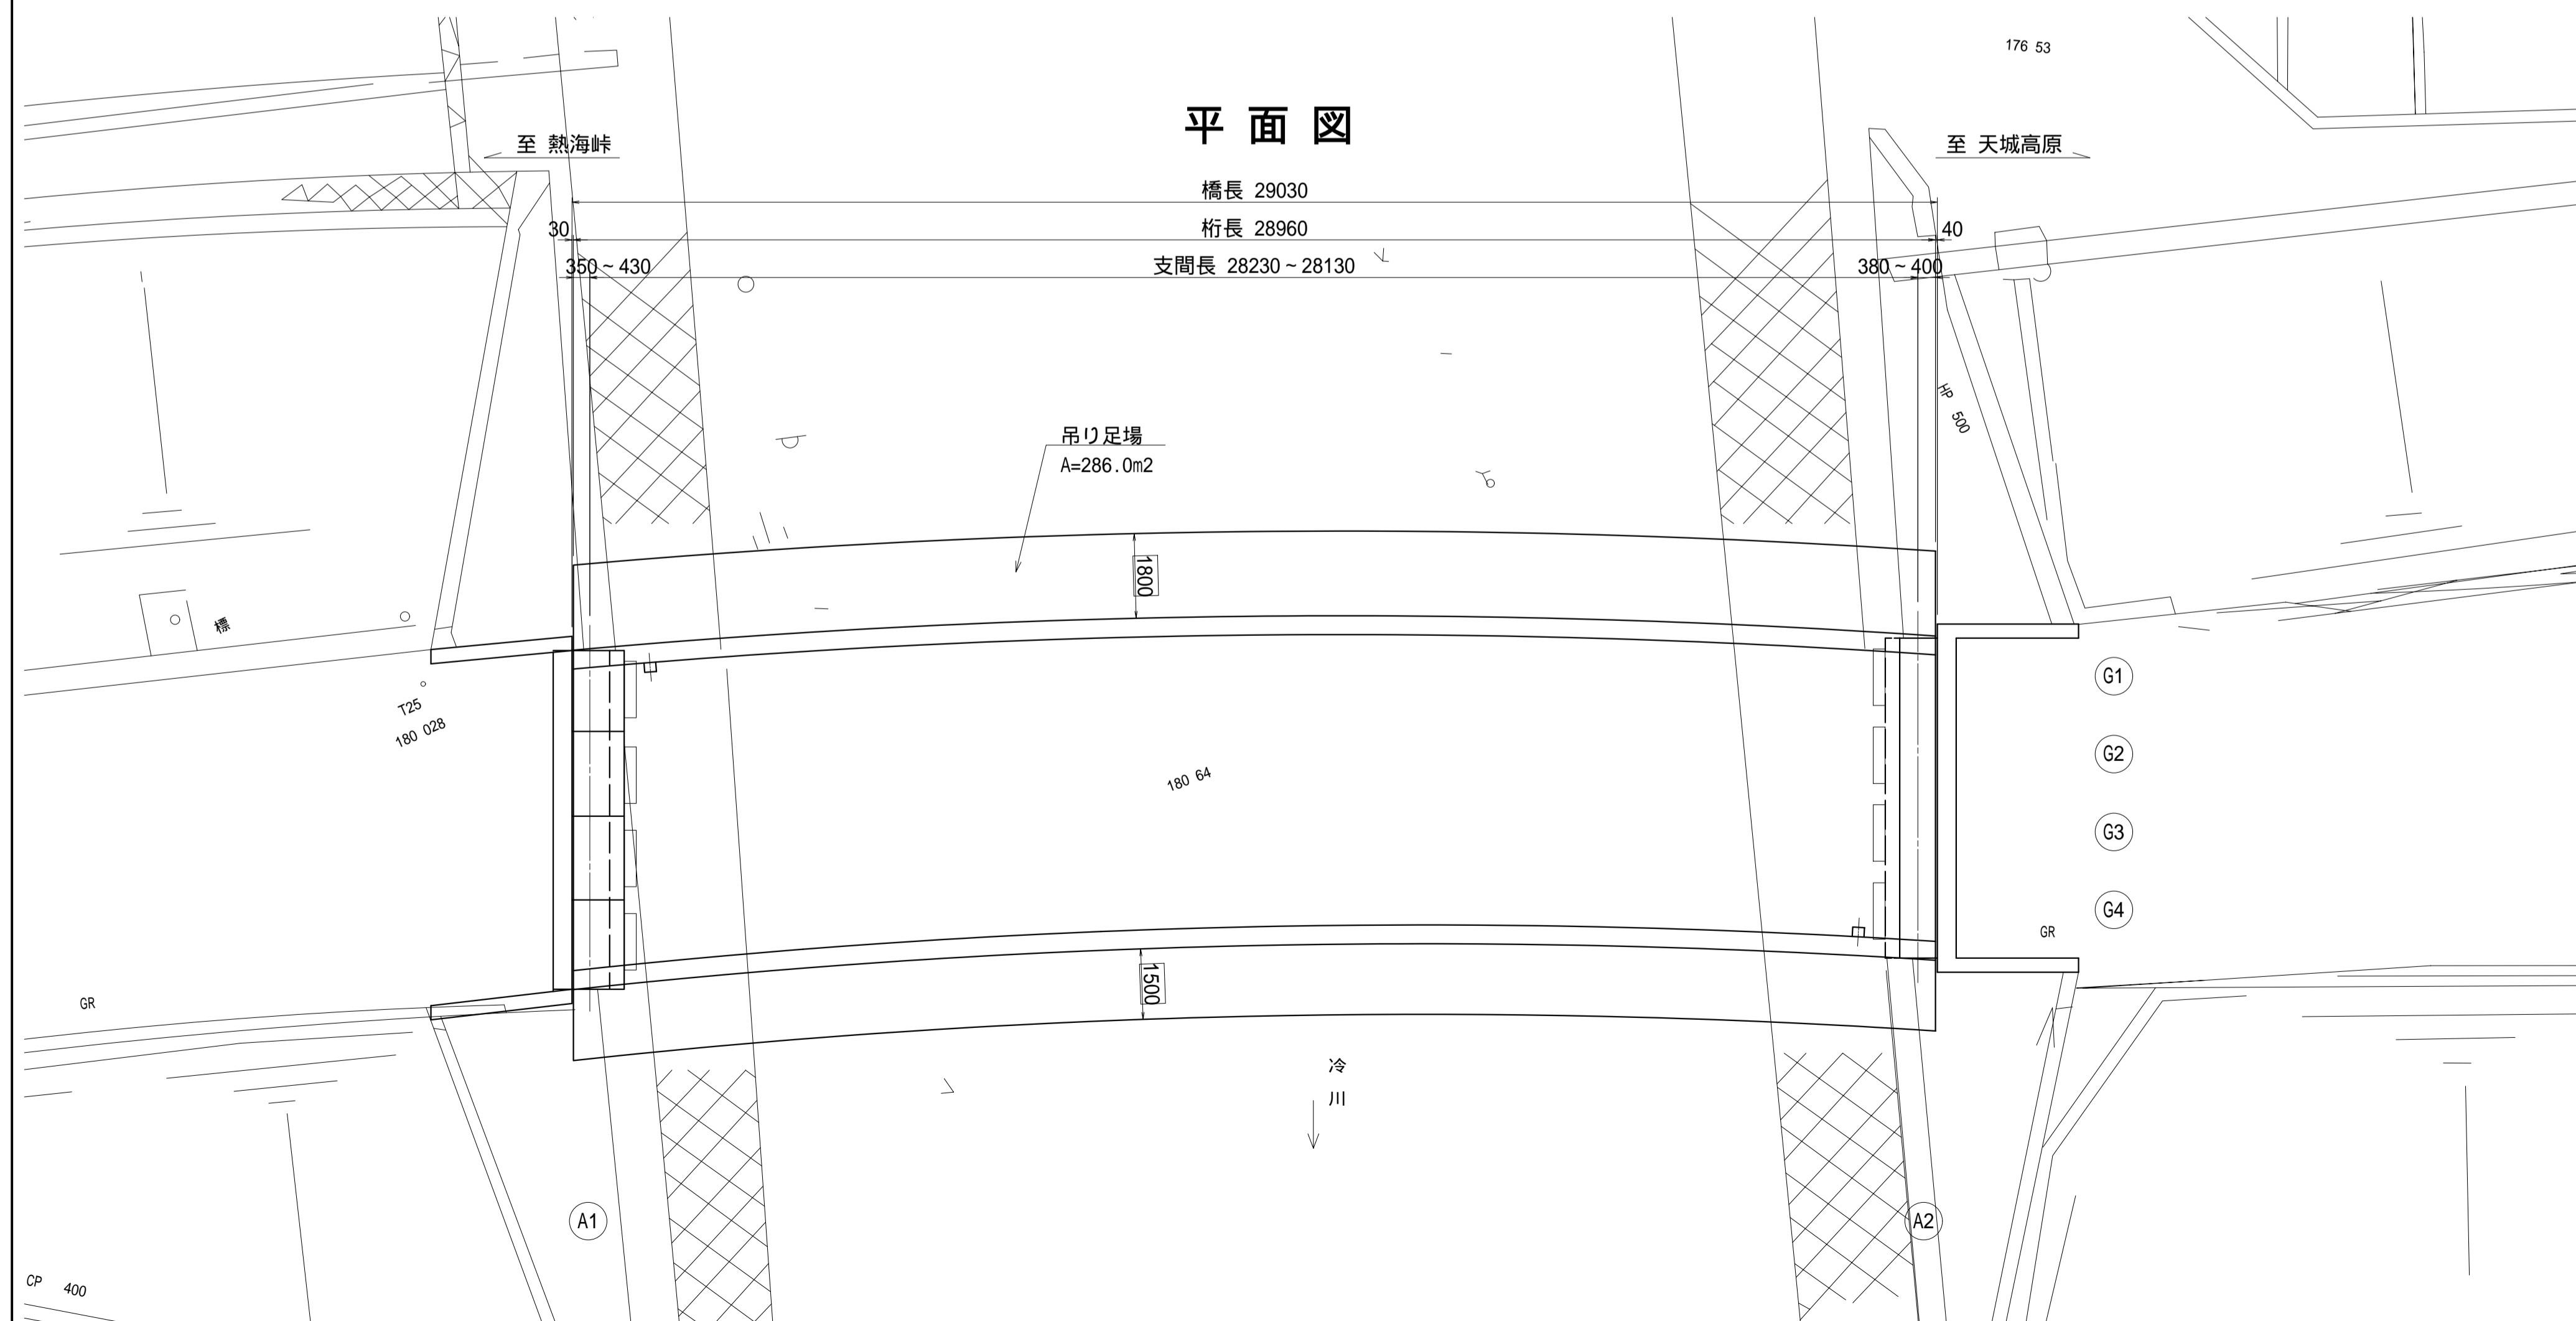 平面図
176 53
至 熱海峠
至 天城高原
橋長 29030
30
桁長 28960
40
350～430
支間長 28230～28130
380～400
HP 500
吊り足場
A=286.0m2
1800
標
T25
180 028
G1
G2
180 64
G3
G4
GR
1500
GR
冷川
A1
A2
CP 400